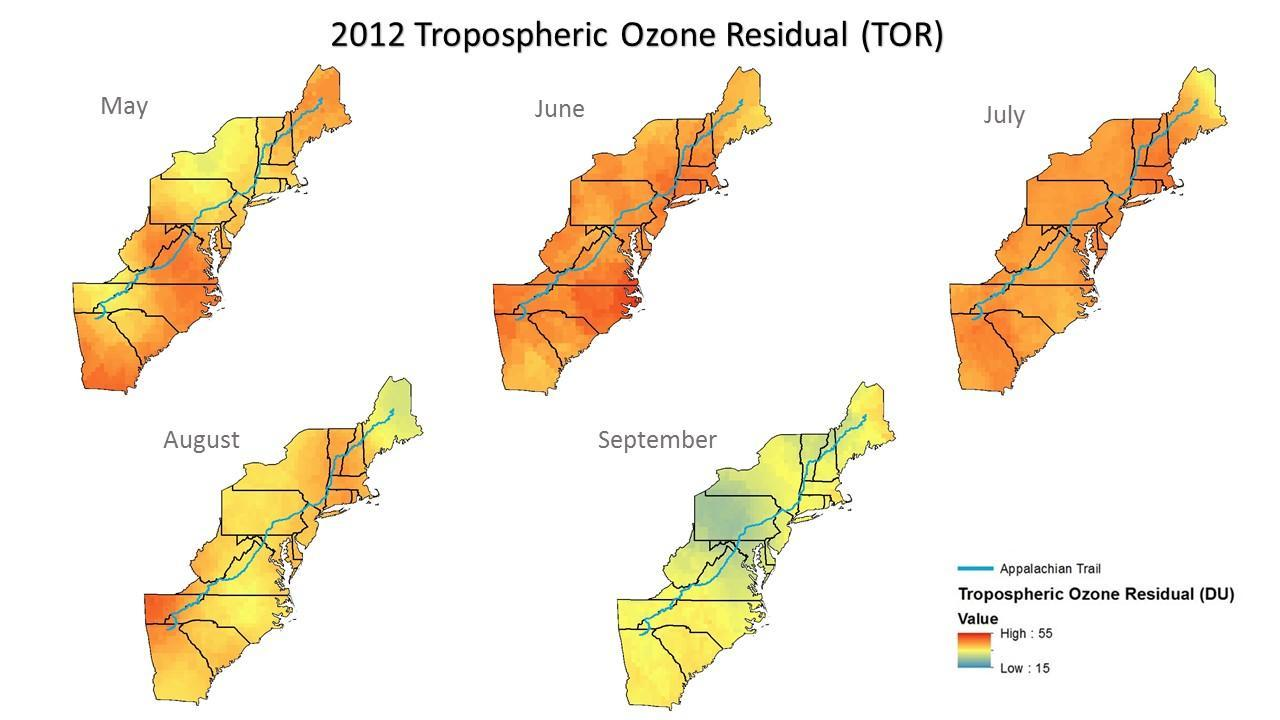 2012 Tropospheric Ozone Residual (TOR)
May
June
July
August
September
Appalachian Trail
Tropospheric Ozone Residual (DU)
Value
High : 55
Low : 15